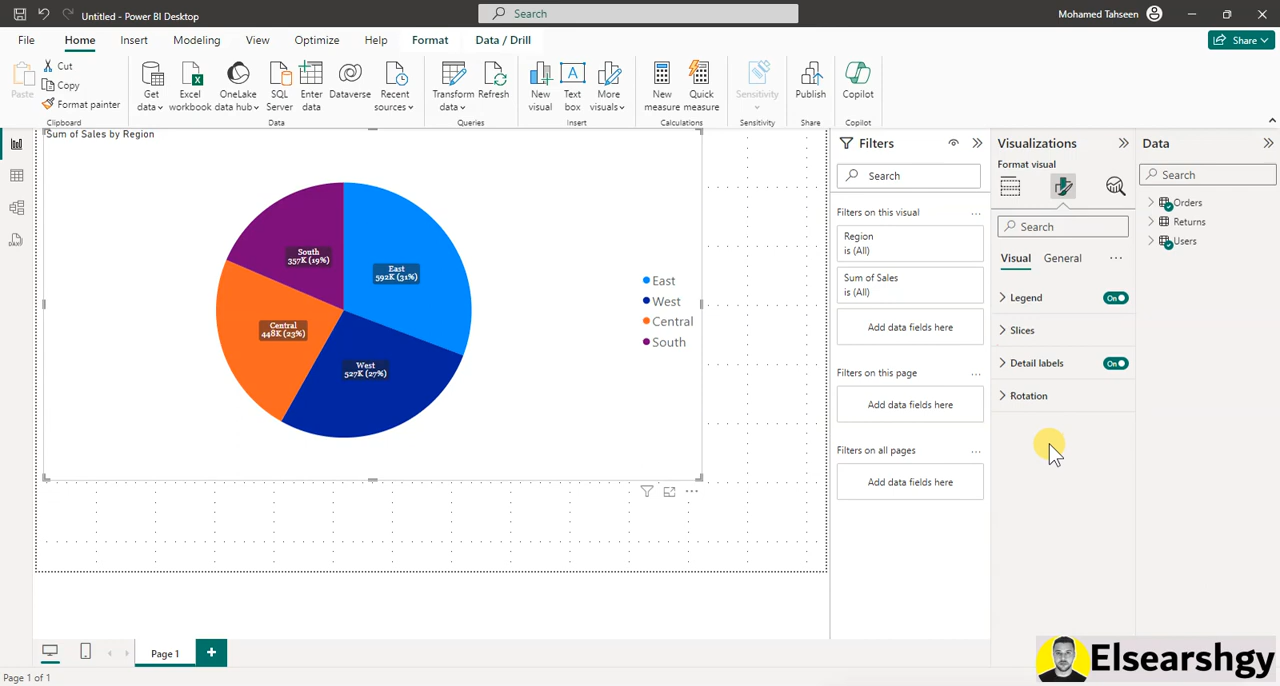 Untitled - Power BI Desktop
Search
Mohamed Tahseen
File
Home
Insert
Modeling
View
Optimize
Help
Format
Data / Drill
Share
Paste
Cut
Copy
Format painter
Clipboard
Get data
Excel workbook
OneLake data hub
SQL Server
Enter data
Dataverse
Recent sources
Data
Transform data
Refresh
Queries
New visual
Text box
More visuals
Insert
New measure
Quick measure
Calculations
Sensitivity
Sensitivity
Publish
Share
Copilot
Copilot
Sum of Sales by Region
South
357K (19%)
East
592K (31%)
Central
448K (23%)
West
527K (27%)
East
West
Central
South
Filters
Search
Filters on this visual
Region
is (All)
Sum of Sales
is (All)
Add data fields here
Filters on this page
Add data fields here
Filters on all pages
Add data fields here
Visualizations
Format visual
Search
Visual
General
Legend
On
Slices
Detail labels
On
Rotation
Data
Search
Orders
Returns
Users
Page 1
Page 1 of 1
Elsearshgy